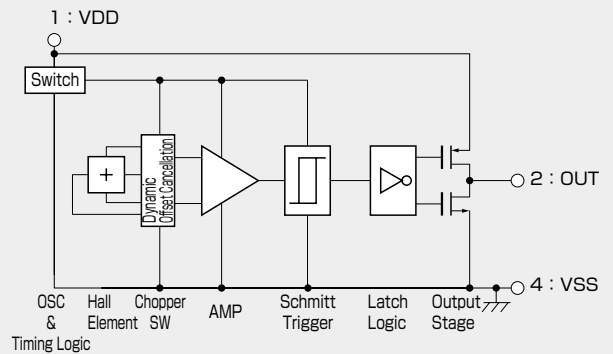 1 : VDD
Switch
Dynamic
Offset Cancellation
+
2 : OUT
4 : VSS
OSC
&
Timing Logic
Hall
Element
Chopper
SW
AMP
Schmitt
Trigger
Latch
Logic
Output
Stage